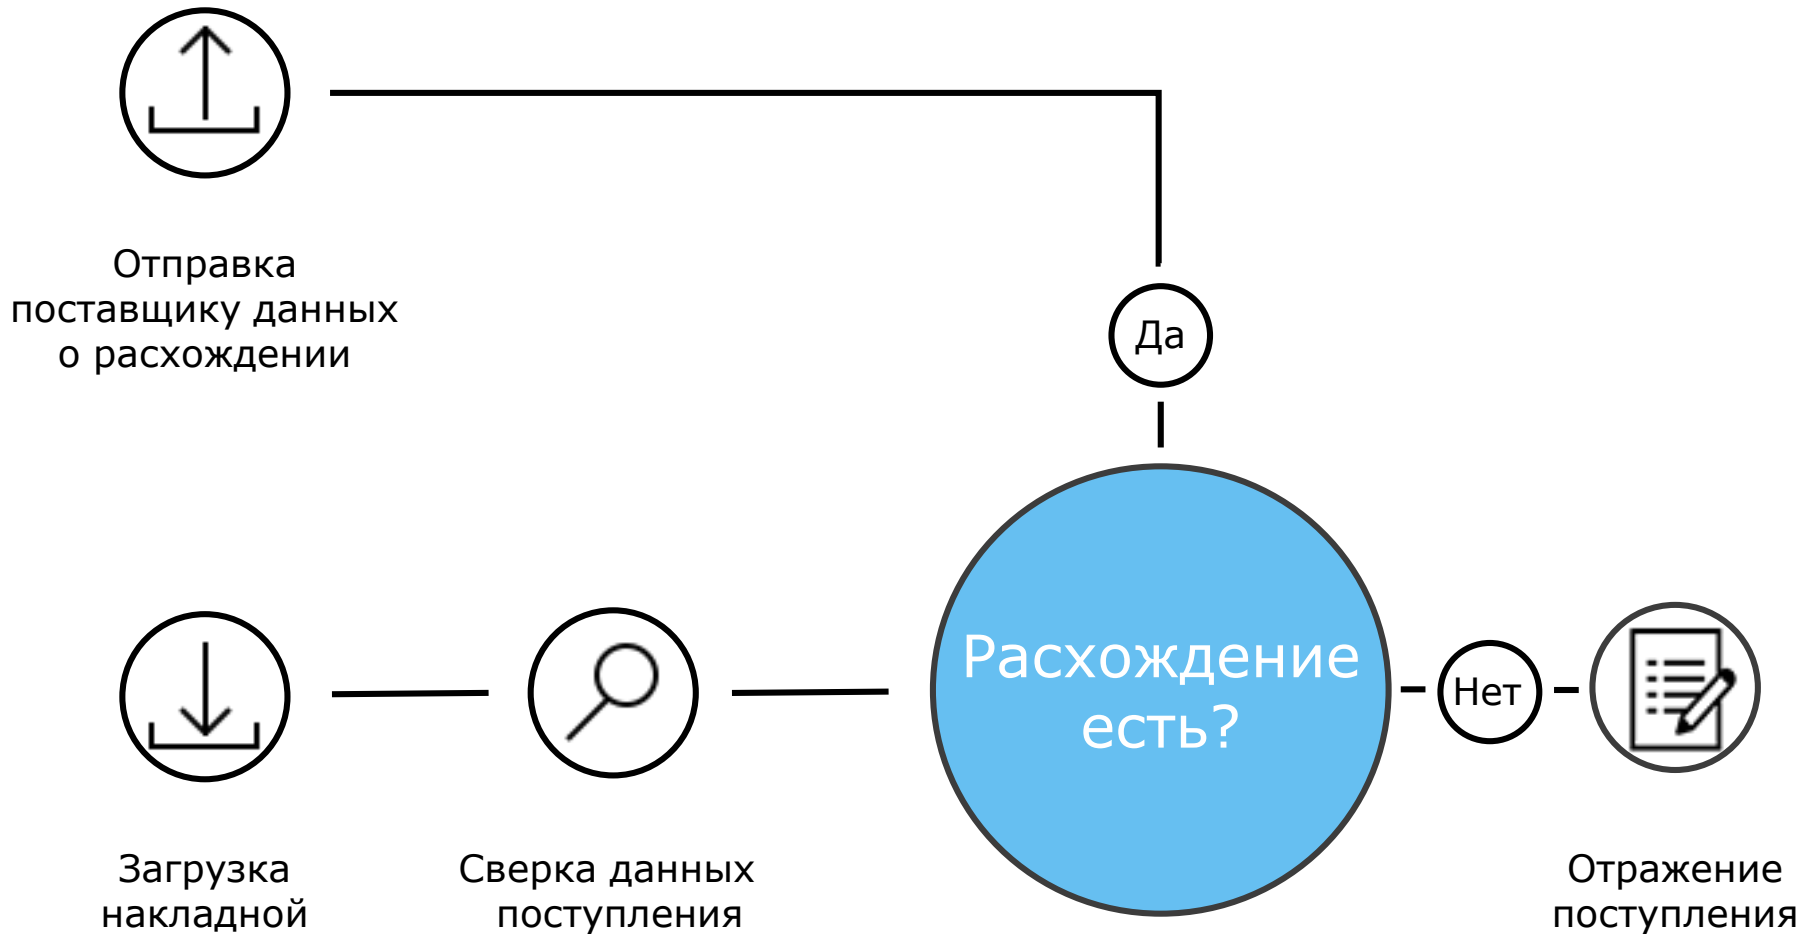 Отправка
поставщику данных
о расхождении
Да
Расхождение
есть?
Нет
Загрузка
накладной
Сверка данных
поступления
Отражение
поступления